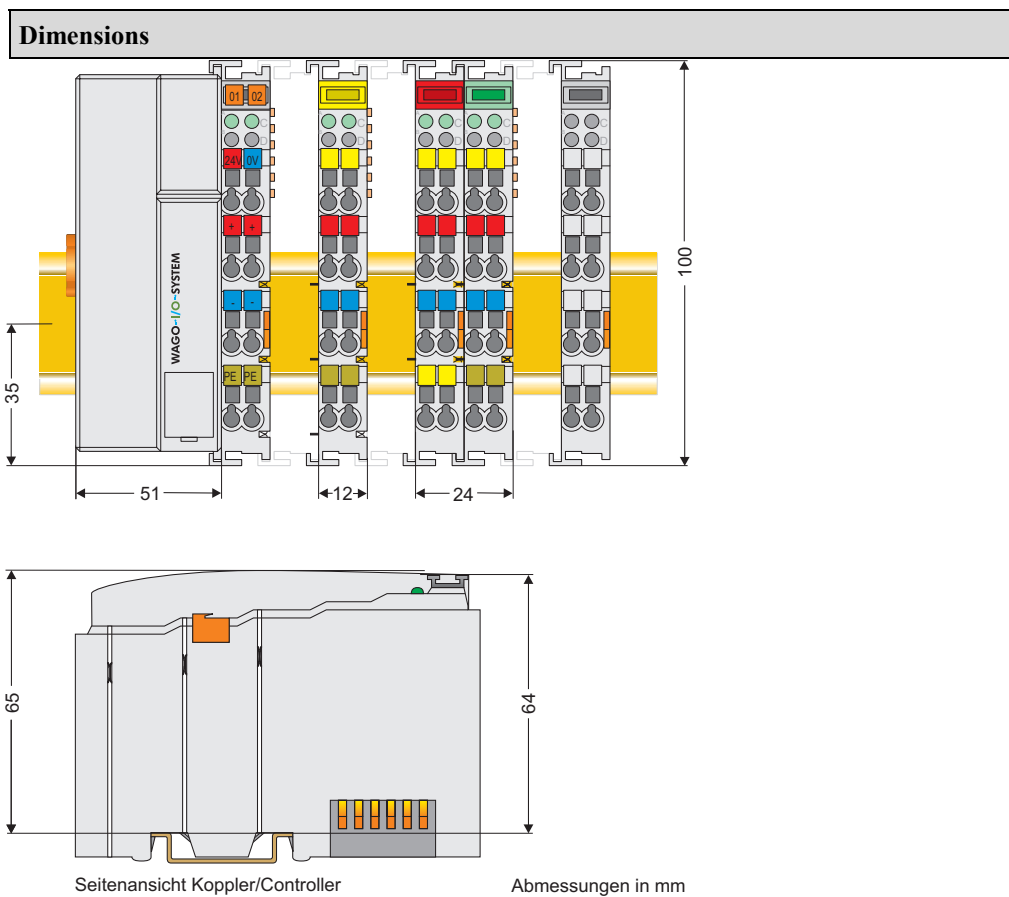 Dimensions
01 02
C
D
C
D
C
D
24V 0V
+ +
- -
PE PE
WAGO-I/O-SYSTEM
100
35
51
12
24
65
64
Seitenansicht Koppler/Controller
Abmessungen in mm